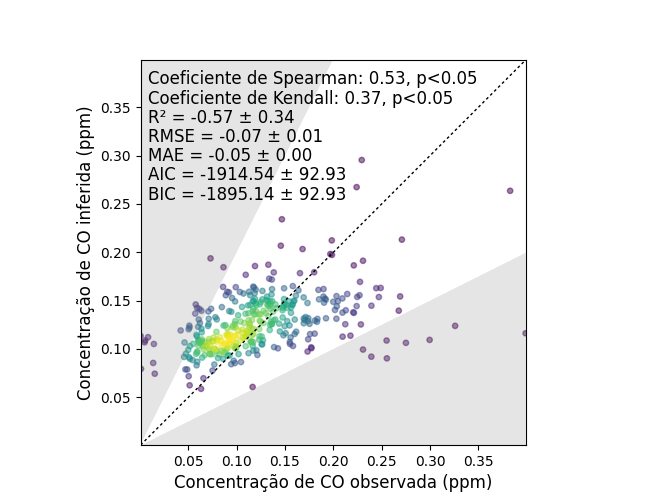 Coeficiente de Spearman: 0.53, p<0.05
Coeficiente de Kendall: 0.37, p<0.05
R² = -0.57 ± 0.34
RMSE = -0.07 ± 0.01
MAE = -0.05 ± 0.00
AIC = -1914.54 ± 92.93
BIC = -1895.14 ± 92.93
Concentração de CO inferida (ppm)
0.35
0.30
0.25
0.20
0.15
0.10
0.05
0.05 0.10 0.15 0.20 0.25 0.30 0.35
Concentração de CO observada (ppm)